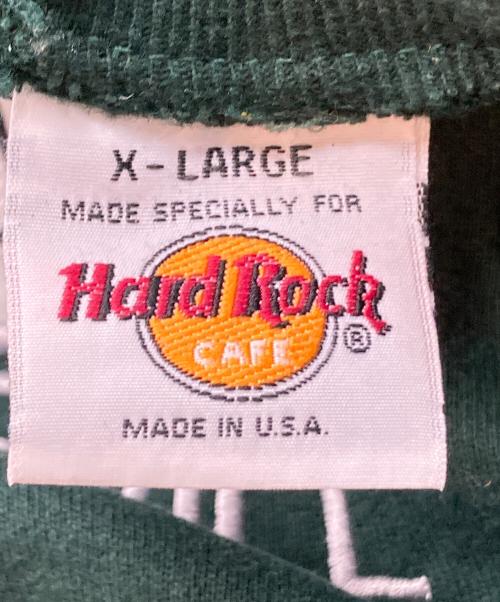 X-LARGE
MADE SPECIALLY FOR
Hard Rock
CAFE ®
MADE IN U.S.A.